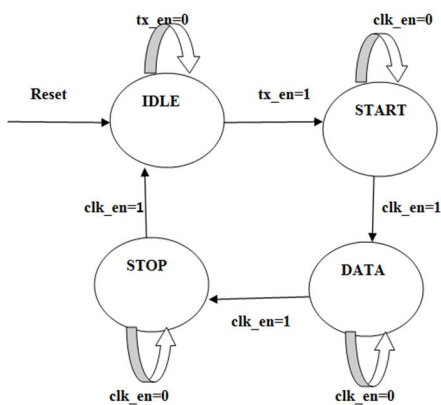 tx_en=0
clk_en=0
Reset
IDLE
tx_en=1
START
clk_en=1
clk_en=1
STOP
DATA
clk_en=1
clk_en=0
clk_en=0